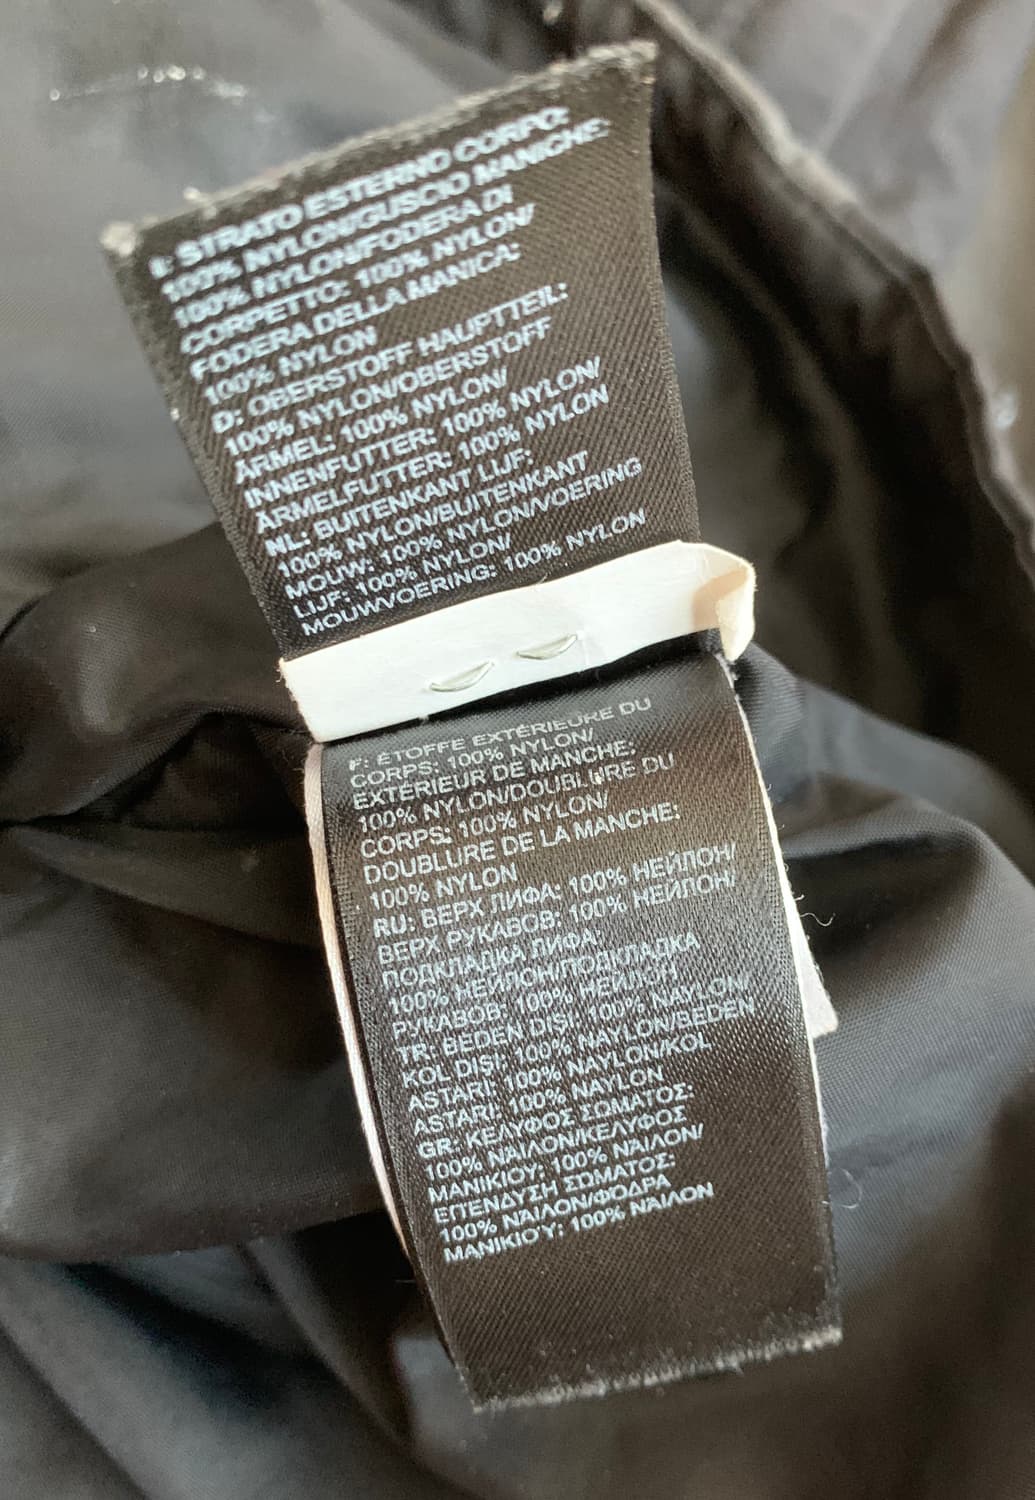 I: STRATO ESTERNO CORPO:
100% NYLON/GUSCIO MANICHE:
100% NYLON/FODERA DI
CORPETTO: 100% NYLON/
FODERA DELLA MANICA:
100% NYLON
D: OBERSTOFF HAUPTTEIL:
100% NYLON/OBERSTOFF
ÄRMEL: 100% NYLON/
INNENFUTTER: 100% NYLON/
ÄRMELFUTTER: 100% NYLON
NL: BUITENKANT LIJF:
100% NYLON/BUITENKANT
MOUW: 100% NYLON/VOERING
LIJF: 100% NYLON/
MOUWVOERING: 100% NYLON
F: ÉTOFFE EXTÉRIEURE DU
CORPS: 100% NYLON/
EXTÉRIEUR DE MANCHE:
100% NYLON/DOUBLURE DU
CORPS: 100% NYLON/
DOUBLURE DE LA MANCHE:
100% NYLON
RU: ВЕРХ ЛИФА: 100% НЕЙЛОН/
ВЕРХ РУКАВОВ: 100% НЕЙЛОН/
ПОДКЛАДКА ЛИФА
100% НЕЙЛОН/ПОДКЛАДКА
РУКАВОВ: 100% НЕЙЛОН
TR: BEDEN DIŞI: 100% NAYLON/
KOL DIŞI: 100% NAYLON/BEDEN
ASTARI: 100% NAYLON/KOL
ASTARI: 100% NAYLON
GR: ΚΕΛΥΦΟΣ ΣΩΜΑΤΟΣ:
100% ΝΑΪΛΟΝ/ΚΕΛΥΦΟΣ
ΜΑΝΙΚΙΟΥ: 100% ΝΑΪΛΟΝ/
ΕΠΕΝΔΥΣΗ ΣΩΜΑΤΟΣ:
100% ΝΑΪΛΟΝ/ΦΟΔΡΑ
ΜΑΝΙΚΙΟΥ: 100% ΝΑΪΛΟΝ